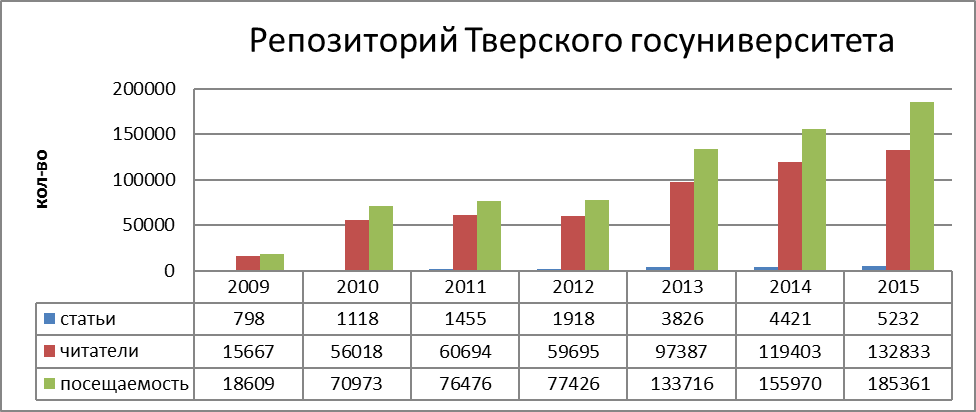 Репозиторий Тверского госуниверситета
кол-во
200000
150000
100000
50000
0
2009 2010 2011 2012 2013 2014 2015
статьи 798 1118 1455 1918 3826 4421 5232
читатели 15667 56018 60694 59695 97387 119403 132833
посещаемость 18609 70973 76476 77426 133716 155970 185361